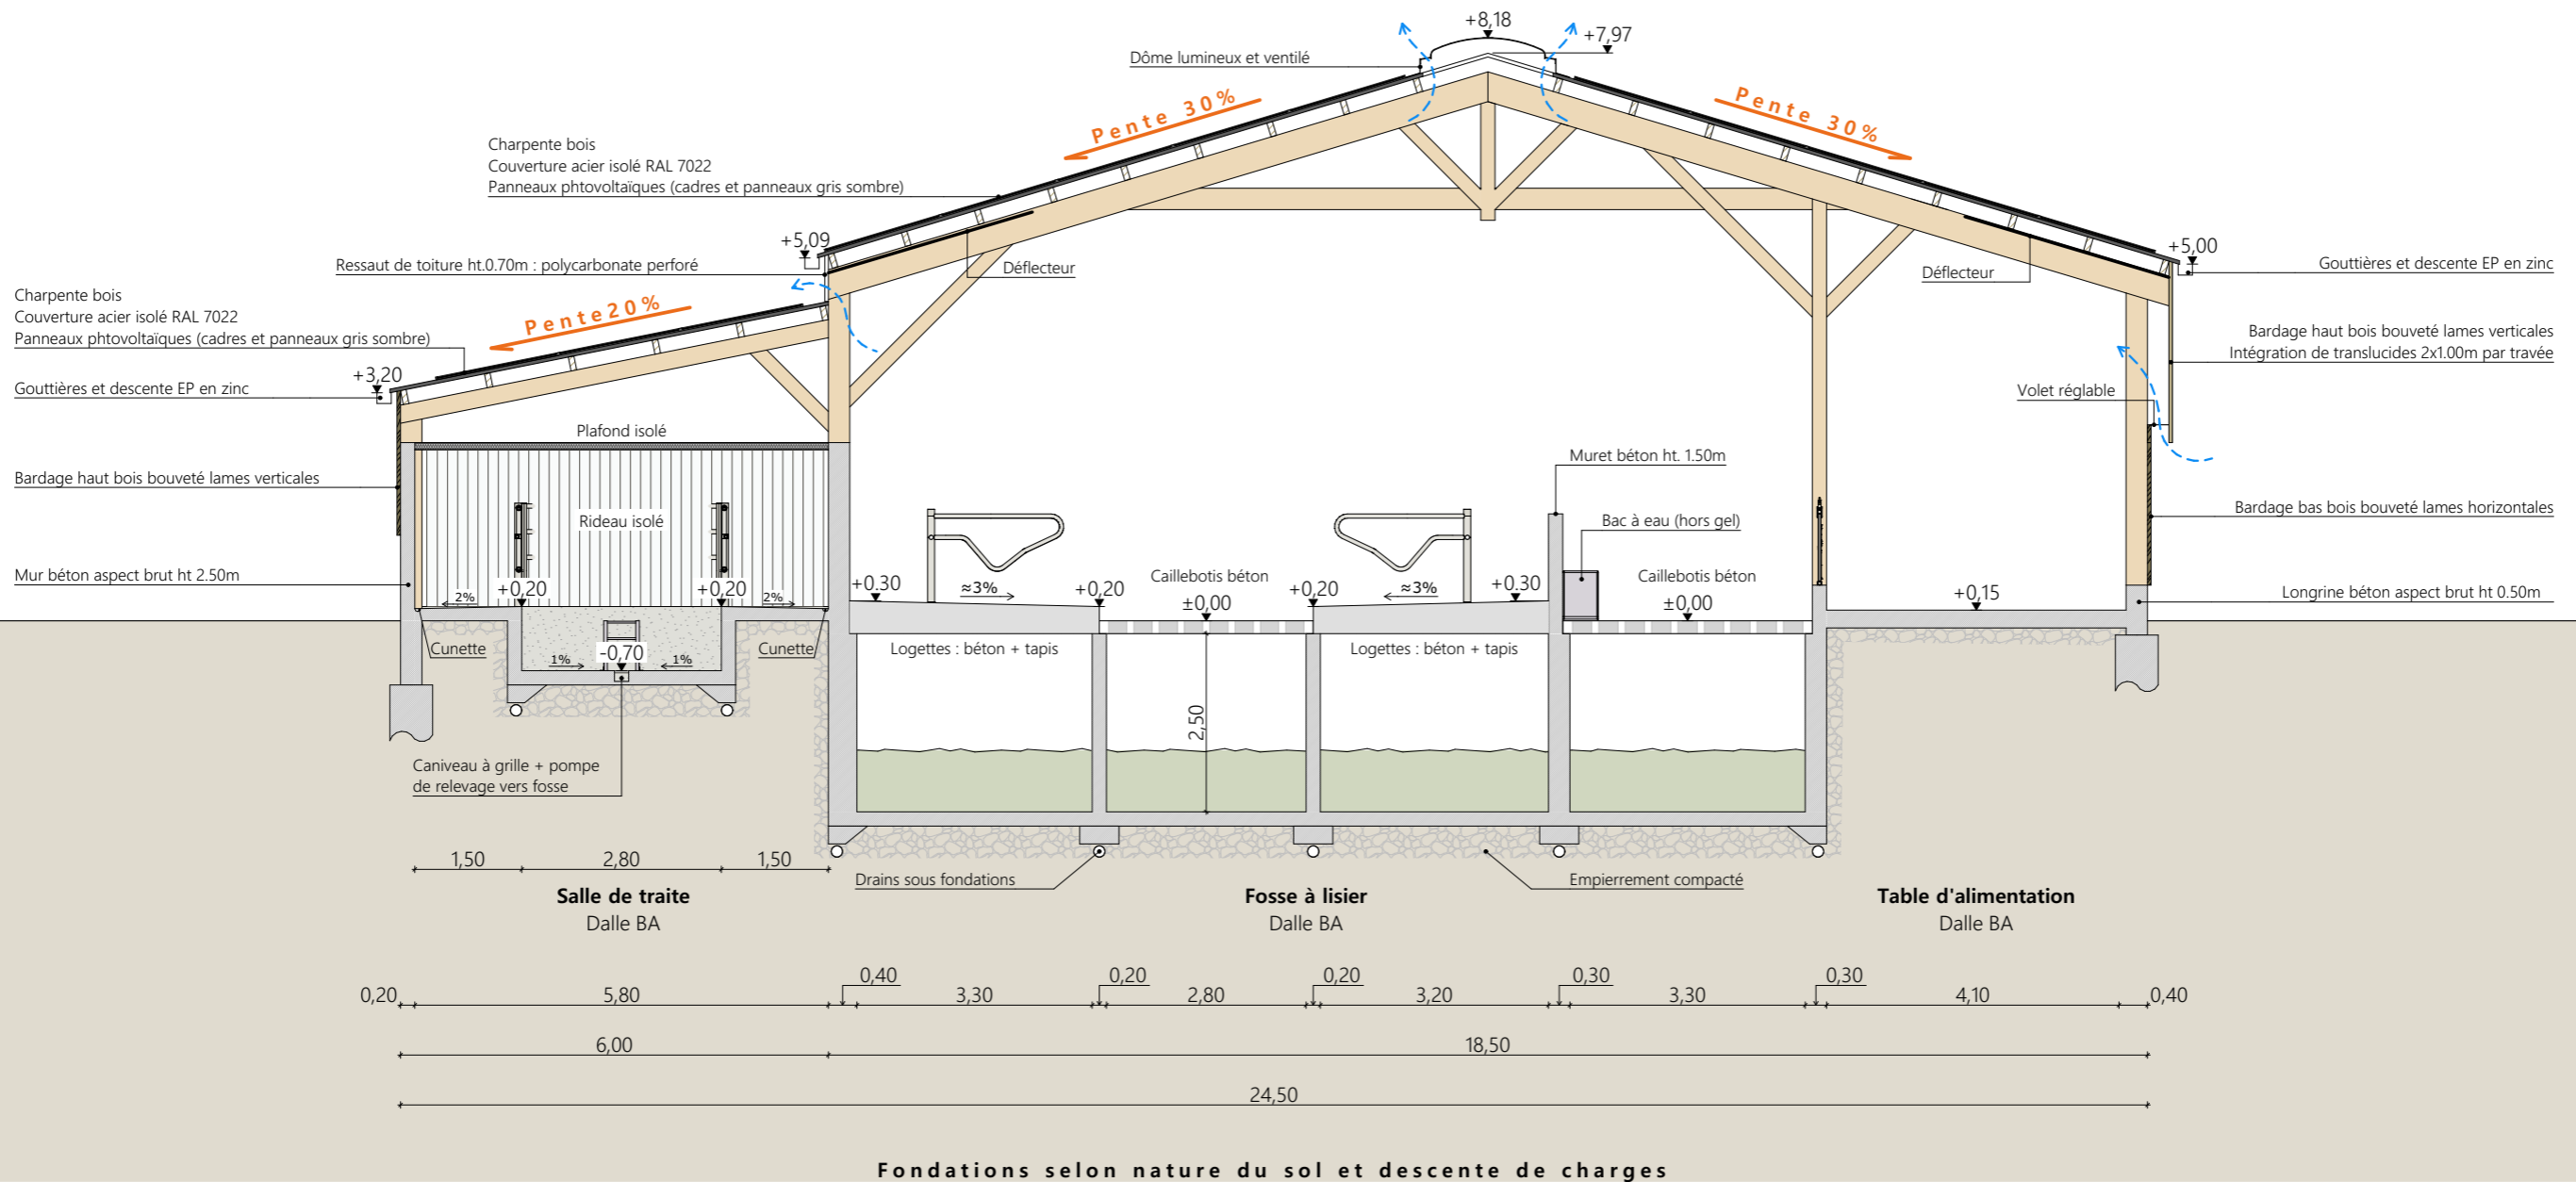 +8,18
+7,97
Dôme lumineux et ventilé
Pente 30%
Pente 30%
Charpente bois
Couverture acier isolé RAL 7022
Panneaux phtovoltaïques (cadres et panneaux gris sombre)
+5,09
+5,00
Ressaut de toiture ht.0.70m : polycarbonate perforé
Déflecteur
Déflecteur
Gouttières et descente EP en zinc
Charpente bois
Couverture acier isolé RAL 7022
Panneaux phtovoltaïques (cadres et panneaux gris sombre)
Pente20%
Bardage haut bois bouveté lames verticales
Intégration de translucides 2x1.00m par travée
+3,20
Gouttières et descente EP en zinc
Volet réglable
Plafond isolé
Muret béton ht. 1.50m
Bardage haut bois bouveté lames verticales
Rideau isolé
Bac à eau (hors gel)
Bardage bas bois bouveté lames horizontales
Mur béton aspect brut ht 2.50m
2%
+0,20
+0,20
2%
+0.30
≈3%
+0,20
Caillebotis béton
±0,00
+0,20
≈3%
+0.30
Caillebotis béton
±0,00
+0,15
Longrine béton aspect brut ht 0.50m
Cunette
1%
-0,70
1%
Cunette
Logettes : béton + tapis
Logettes : béton + tapis
2,50
Caniveau à grille + pompe
de relevage vers fosse
1,50
2,80
1,50
Drains sous fondations
Empierrement compacté
Salle de traite
Dalle BA
Fosse à lisier
Dalle BA
Table d'alimentation
Dalle BA
0,20
5,80
0,40
3,30
0,20
2,80
0,20
3,20
0,30
3,30
0,30
4,10
0,40
6,00
18,50
24,50
Fondations selon nature du sol et descente de charges